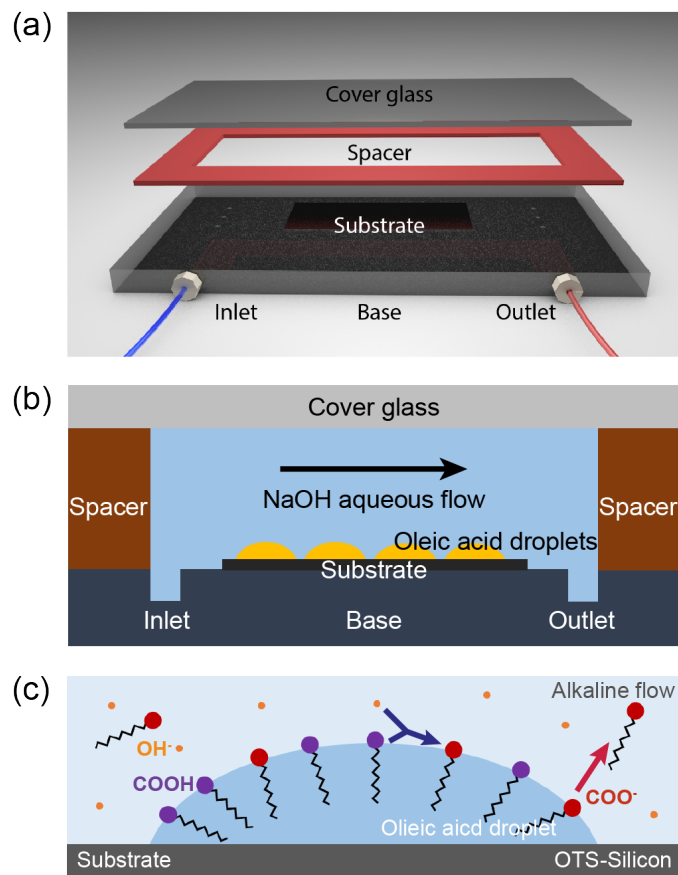 (a)
Cover glass
Spacer
Substrate
Inlet
Base
Outlet
(b)
Cover glass
NaOH aqueous flow
Spacer
Spacer
Oleic acid droplets
Substrate
Inlet
Base
Outlet
(c)
Alkaline flow
OH-
COOH
COO-
Olieic aicd droplet
Substrate
OTS-Silicon